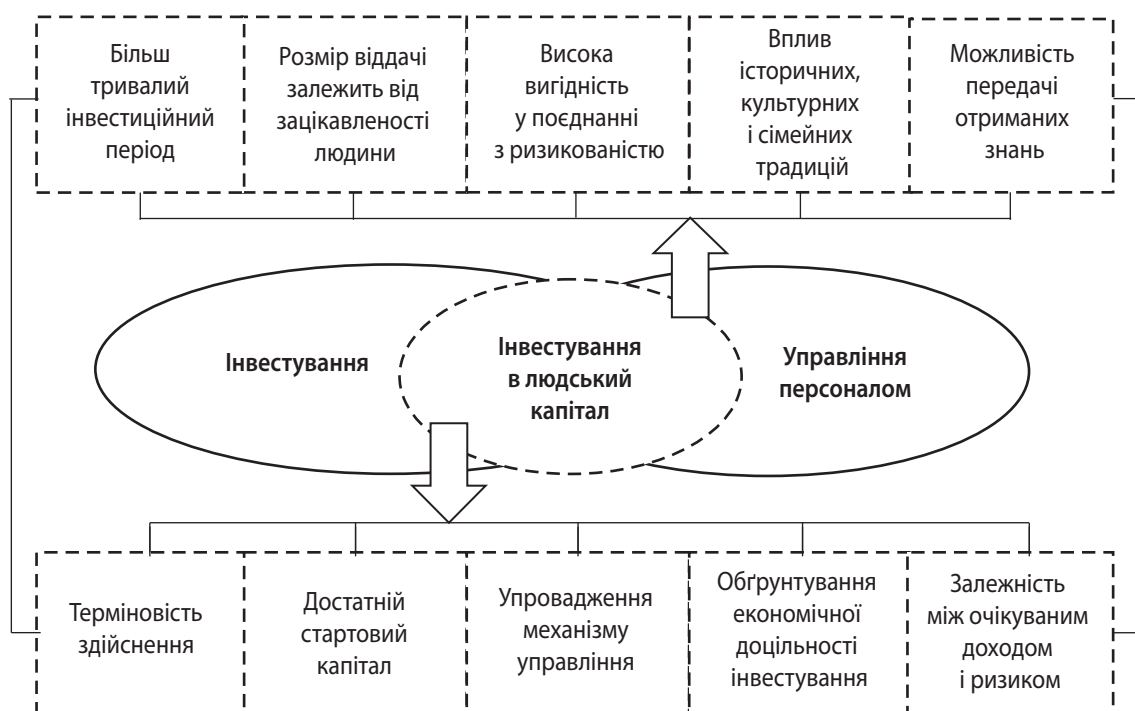 Більш
тривалий
інвестиційний
період
Розмір віддачі
залежить від
зацікавленості
людини
Висока
вигідність
у поєднанні
з ризикованістю
Вплив
історичних,
культурних
і сімейних
традицій
Можливість
передачі
отриманих
знань
Інвестування
Інвестування
в людський
капітал
Управління
персоналом
Терміновість
здійснення
Достатній
стартовий
капітал
Упровадження
механізму
управління
Обґрунтування
економічної
доцільності
інвестування
Залежність
між очікуваним
доходом
і ризиком